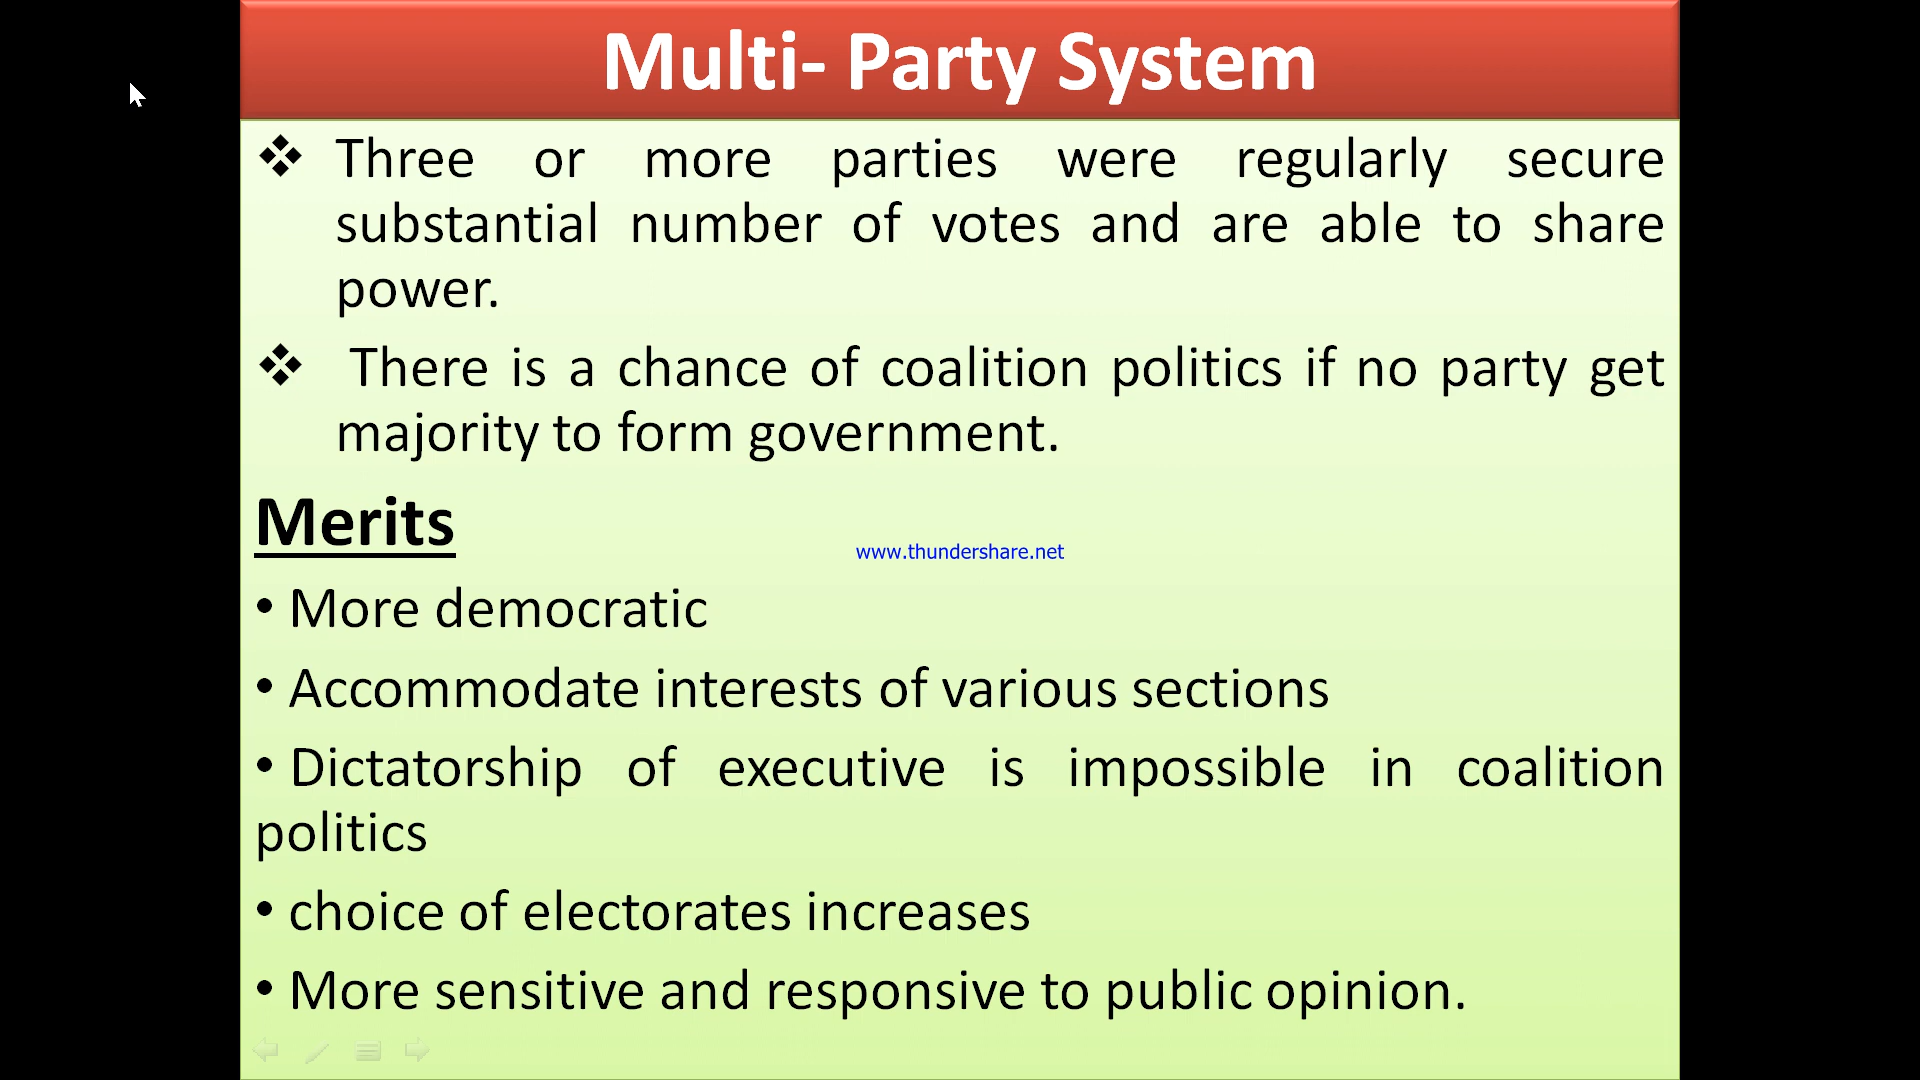 Multi- Party System
❖ Three or more parties were regularly secure
substantial number of votes and are able to share
power.
❖ There is a chance of coalition politics if no party get
majority to form government.
Merits
www.thundershare.net
• More democratic
• Accommodate interests of various sections
• Dictatorship of executive is impossible in coalition
politics
• choice of electorates increases
• More sensitive and responsive to public opinion.